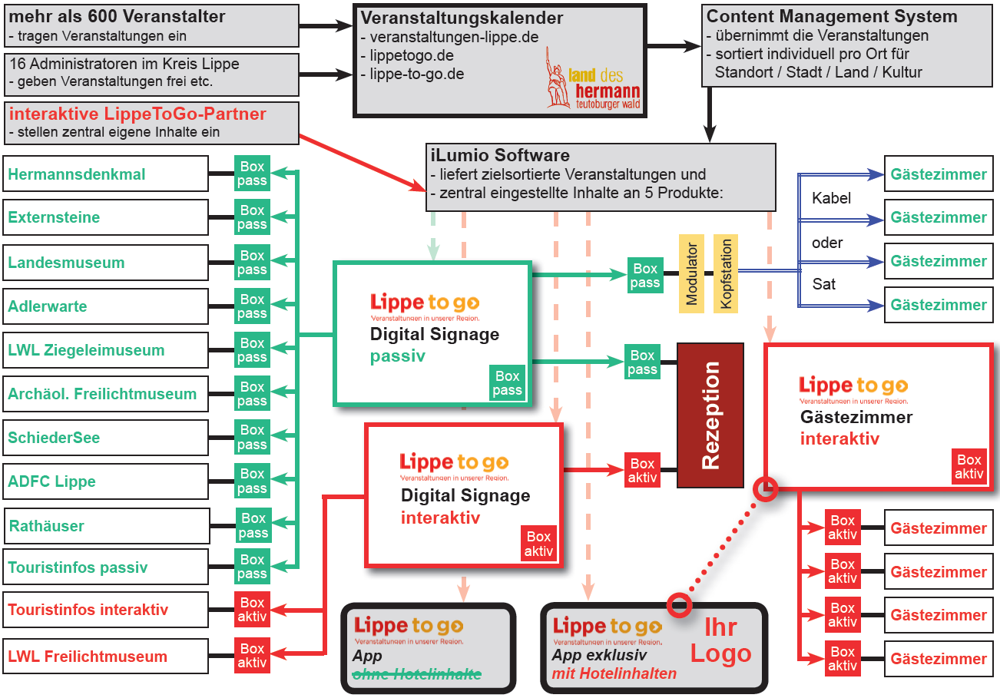 mehr als 600 Veranstalter
- tragen Veranstaltungen ein
16 Administratoren im Kreis Lippe
- geben Veranstaltungen frei etc.
interaktive LippeToGo-Partner
- stellen zentral eigene Inhalte ein
Veranstaltungskalender
- veranstaltungen-lippe.de
- lippetogo.de
- lippe-to-go.de
land des
hermann
teutoburger wald
Content Management System
- übernimmt die Veranstaltungen
- sortiert individuell pro Ort für
Standort / Stadt / Land / Kultur
iLumio Software
- liefert zielsortierte Veranstaltungen und
- zentral eingestellte Inhalte an 5 Produkte:
Hermannsdenkmal
Box
pass
Externsteine
Box
pass
Landesmuseum
Box
pass
Adlerwarte
Box
pass
LWL Ziegeleimuseum
Box
pass
Archäol. Freilichtmuseum
Box
pass
SchiederSee
Box
pass
ADFC Lippe
Box
pass
Rathäuser
Box
pass
Touristinfos passiv
Box
pass
Touristinfos interaktiv
Box
aktiv
LWL Freilichtmuseum
Box
aktiv
Lippe to go
Veranstaltungen in unserer Region.
Digital Signage
passiv
Box
pass
Lippe to go
Veranstaltungen in unserer Region.
Digital Signage
interaktiv
Box
aktiv
Box
pass
Modulator
Kopfstation
Kabel
oder
Sat
Gästezimmer
Gästezimmer
Gästezimmer
Gästezimmer
Box
pass
Box
aktiv
Rezeption
Lippe to go
Veranstaltungen in unserer Region.
Gästezimmer
interaktiv
Box
aktiv
Box
aktiv
Gästezimmer
Box
aktiv
Gästezimmer
Box
aktiv
Gästezimmer
Box
aktiv
Gästezimmer
Lippe to go
Veranstaltungen in unserer Region.
App
ohne Hotelinhalte
Lippe to go
Veranstaltungen in unserer Region.
App exklusiv
mit Hotelinhalten
Ihr
Logo